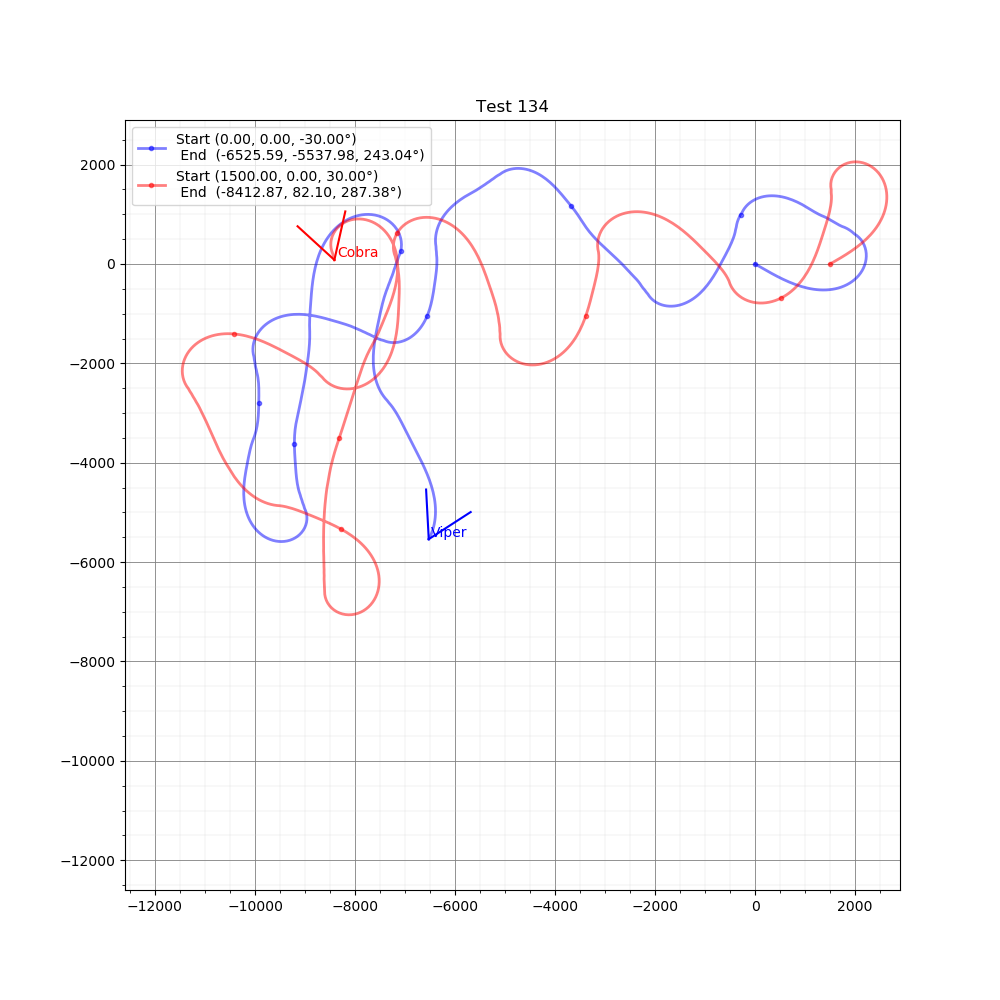 Test 134
Start (0.00, 0.00, -30.00°)
End  (-6525.59, -5537.98, 243.04°)
Start (1500.00, 0.00, 30.00°)
End  (-8412.87, 82.10, 287.38°)
Cobra
Viper
2000
0
−2000
−4000
−6000
−8000
−10000
−12000
−12000 −10000 −8000 −6000 −4000 −2000 0 2000